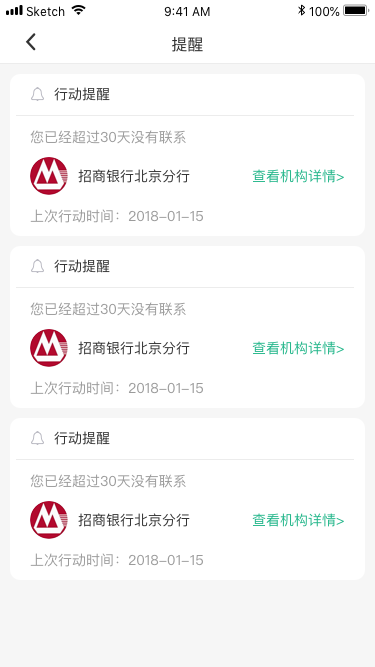 Sketch 9:41 AM 100%
提醒
行动提醒
您已经超过30天没有联系
招商银行北京分行 查看机构详情>
上次行动时间：2018-01-15
行动提醒
您已经超过30天没有联系
招商银行北京分行 查看机构详情>
上次行动时间：2018-01-15
行动提醒
您已经超过30天没有联系
招商银行北京分行 查看机构详情>
上次行动时间：2018-01-15